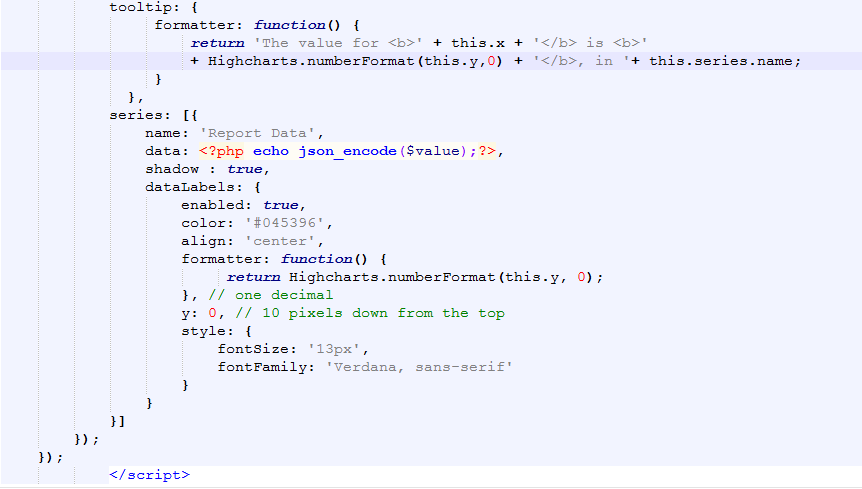 tooltip: {
formatter: function() {
return 'The value for <b>' + this.x + '</b> is <b>'
+ Highcharts.numberFormat(this.y,0) + '</b>, in '+ this.series.name;
}
},
series: [{
name: 'Report Data',
data: <?php echo json_encode($value);?>,
shadow : true,
dataLabels: {
enabled: true,
color: '#045396',
align: 'center',
formatter: function() {
return Highcharts.numberFormat(this.y, 0);
}, // one decimal
y: 0, // 10 pixels down from the top
style: {
fontSize: '13px',
fontFamily: 'Verdana, sans-serif'
}
}
}]
});
});
</script>